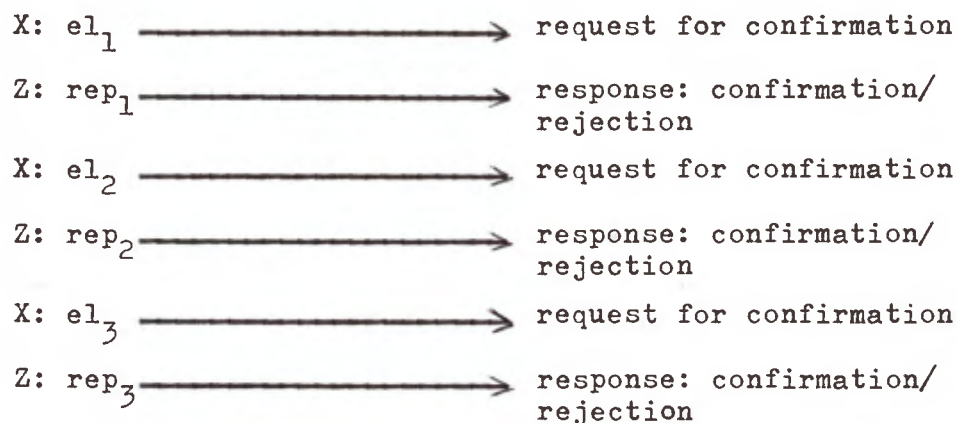 X: el₁ ⟶ request for confirmation
Z: rep₁ ⟶ response: confirmation/
rejection
X: el₂ ⟶ request for confirmation
Z: rep₂ ⟶ response: confirmation/
rejection
X: el₃ ⟶ request for confirmation
Z: rep₃ ⟶ response: confirmation/
rejection